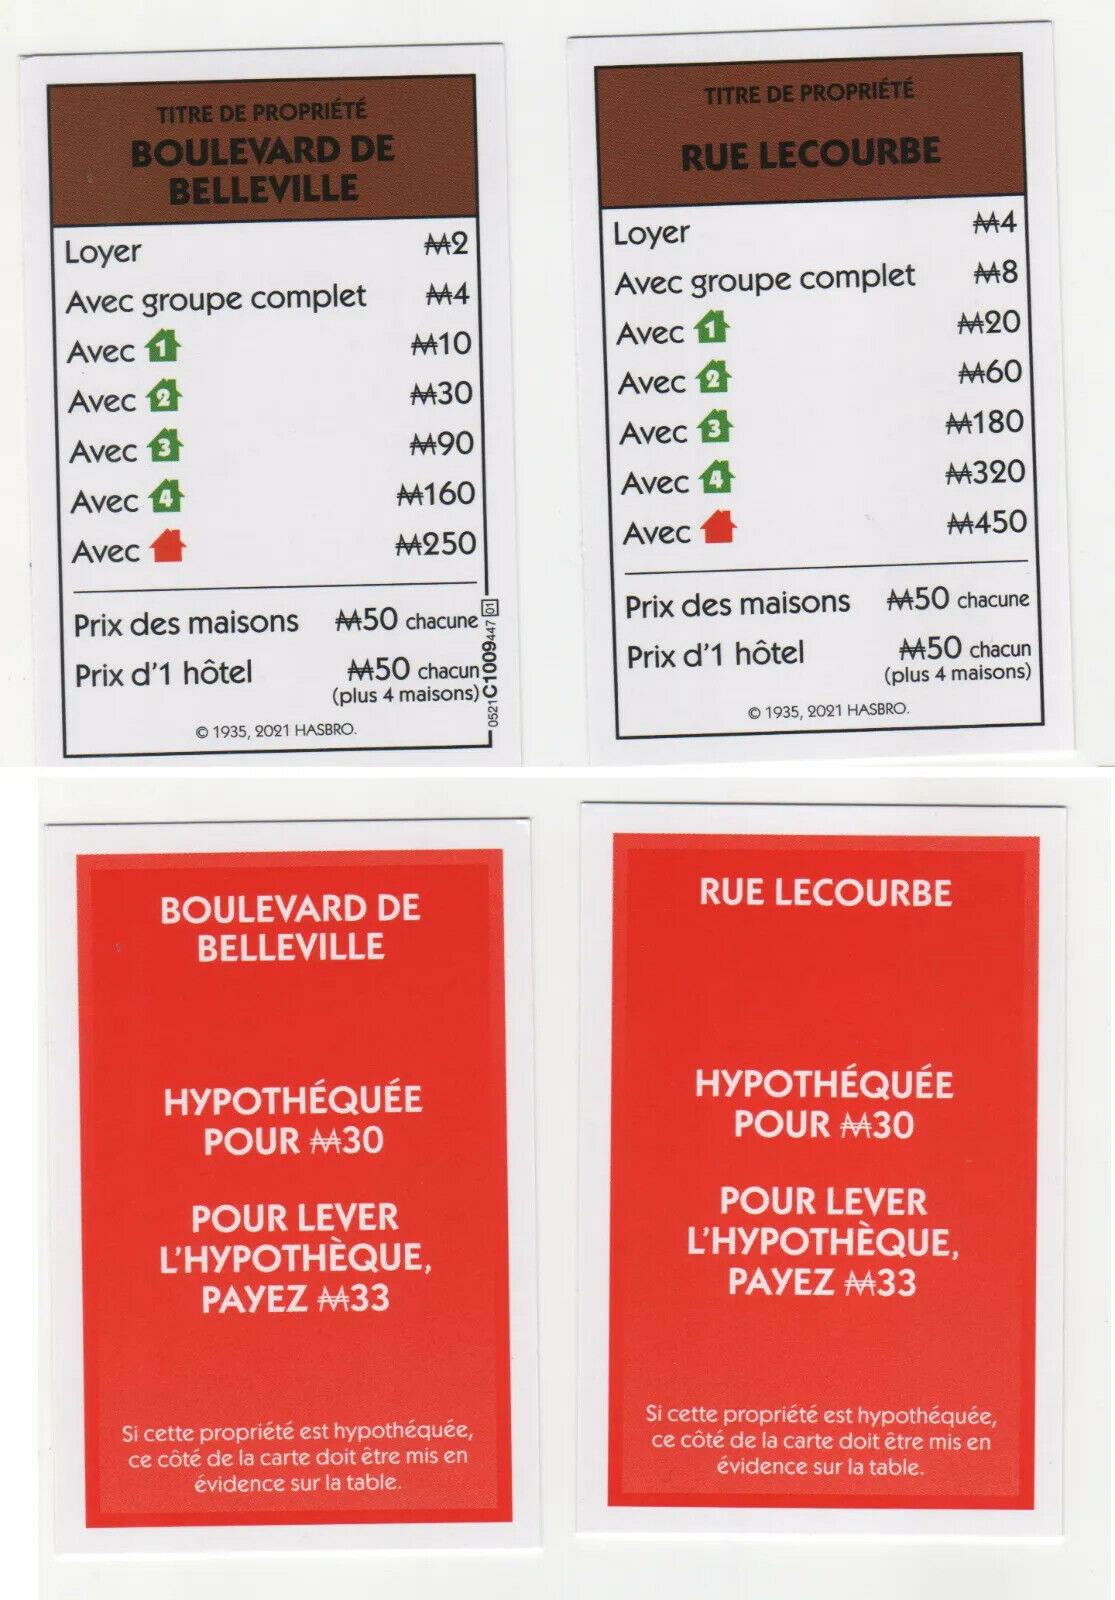 TITRE DE PROPRIÉTÉ
BOULEVARD DE
BELLEVILLE
Loyer ₩2
Avec groupe complet ₩4
Avec 1 ₩10
Avec 2 ₩30
Avec 3 ₩90
Avec 4 ₩160
Avec ₩250
Prix des maisons ₩50 chacune
Prix d'1 hôtel ₩50 chacun
(plus 4 maisons)
© 1935, 2021 HASBRO.
0521C1009447 01
TITRE DE PROPRIÉTÉ
RUE LECOURBE
Loyer ₩4
Avec groupe complet ₩8
Avec 1 ₩20
Avec 2 ₩60
Avec 3 ₩180
Avec 4 ₩320
Avec ₩450
Prix des maisons ₩50 chacune
Prix d'1 hôtel ₩50 chacun
(plus 4 maisons)
© 1935, 2021 HASBRO.
BOULEVARD DE
BELLEVILLE
HYPOTHÉQUÉE
POUR ₩30
POUR LEVER
L'HYPOTHÈQUE,
PAYEZ ₩33
Si cette propriété est hypothéquée,
ce côté de la carte doit être mis en
évidence sur la table.
RUE LECOURBE
HYPOTHÉQUÉE
POUR ₩30
POUR LEVER
L'HYPOTHÈQUE,
PAYEZ ₩33
Si cette propriété est hypothéquée,
ce côté de la carte doit être mis en
évidence sur la table.